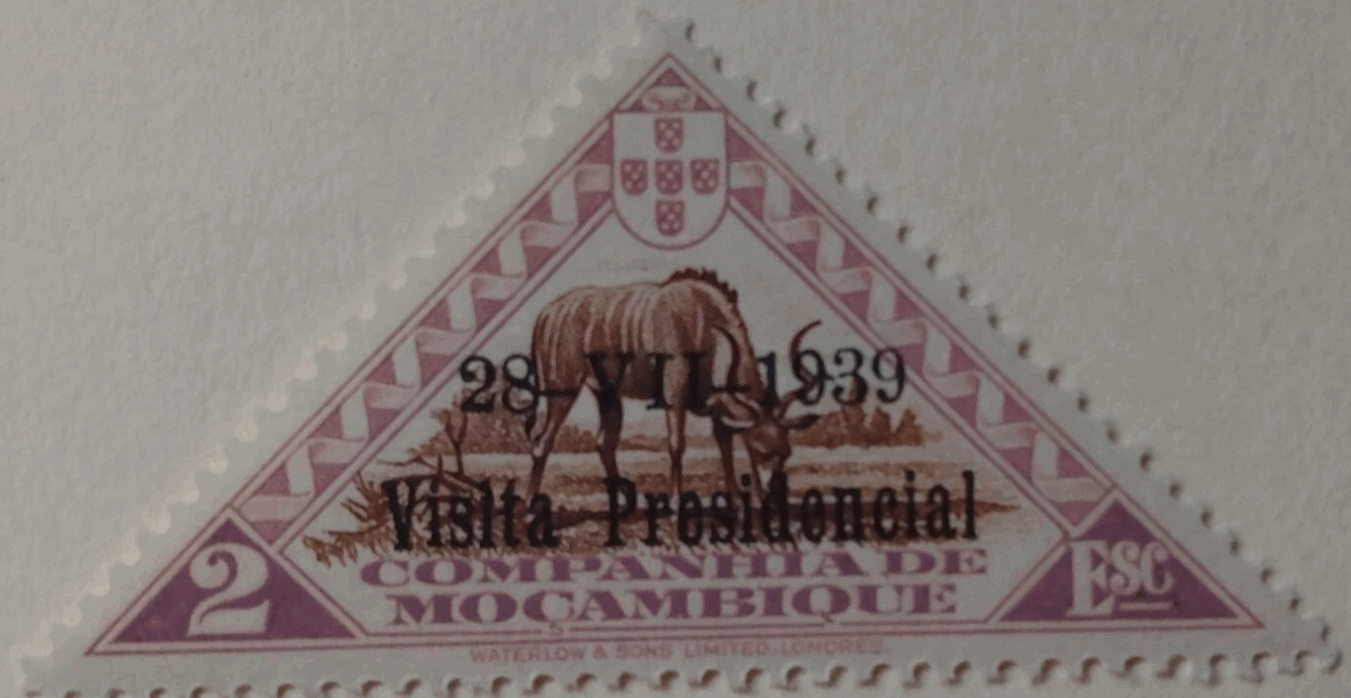 28-VII-1939
Visita Presidencial
COMPANHIA DE
MOÇAMBIQUE
2 Esc
WATERLOW & SONS LIMITED, LONDRES.